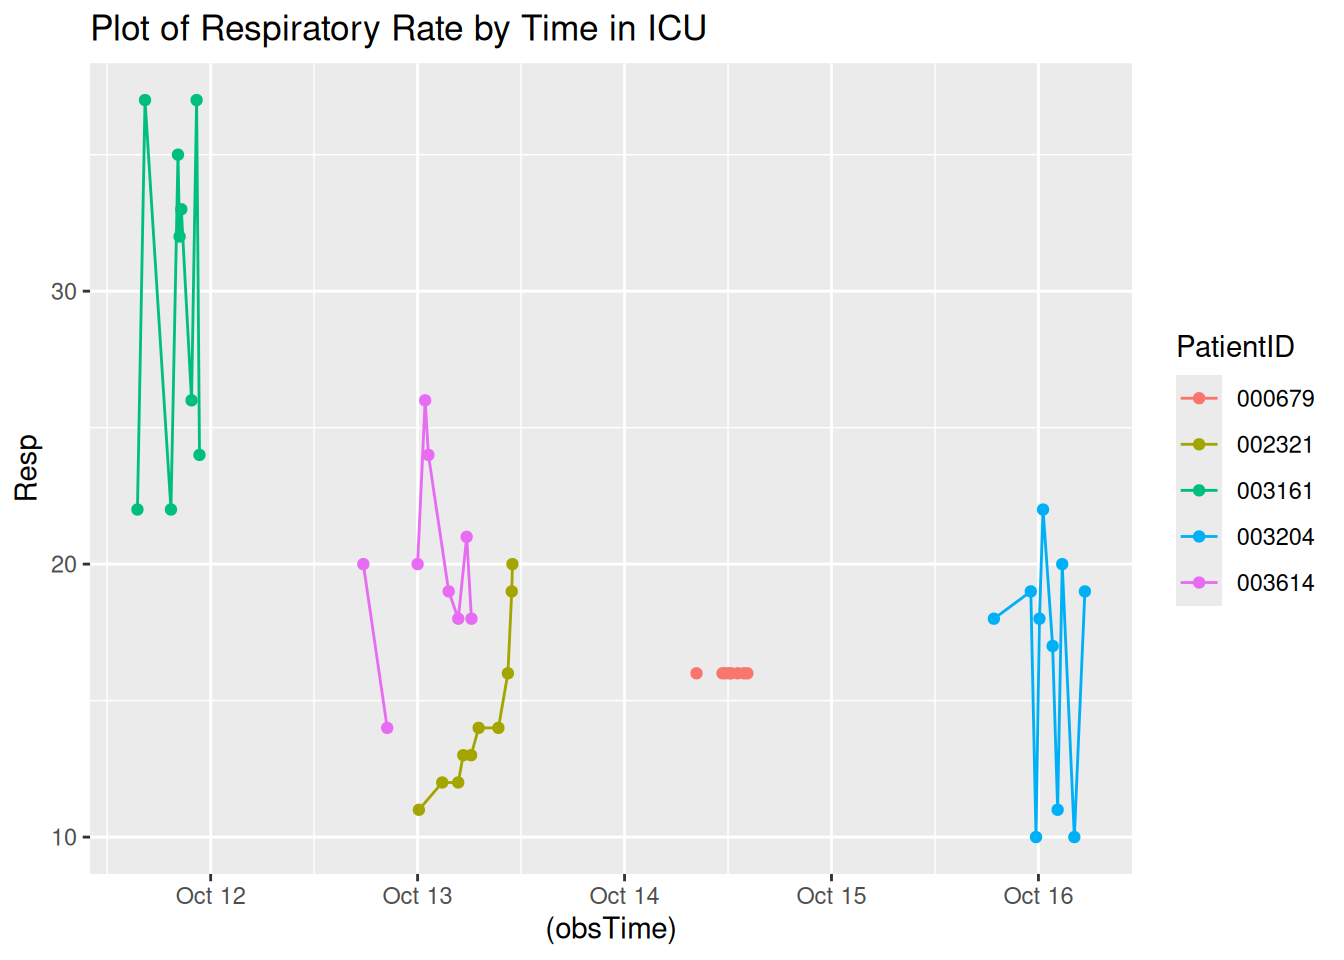 Plot of Respiratory Rate by Time in ICU
Resp
30
20
10
Oct 12
Oct 13
Oct 14
Oct 15
Oct 16
(obsTime)
PatientID
000679
002321
003161
003204
003614